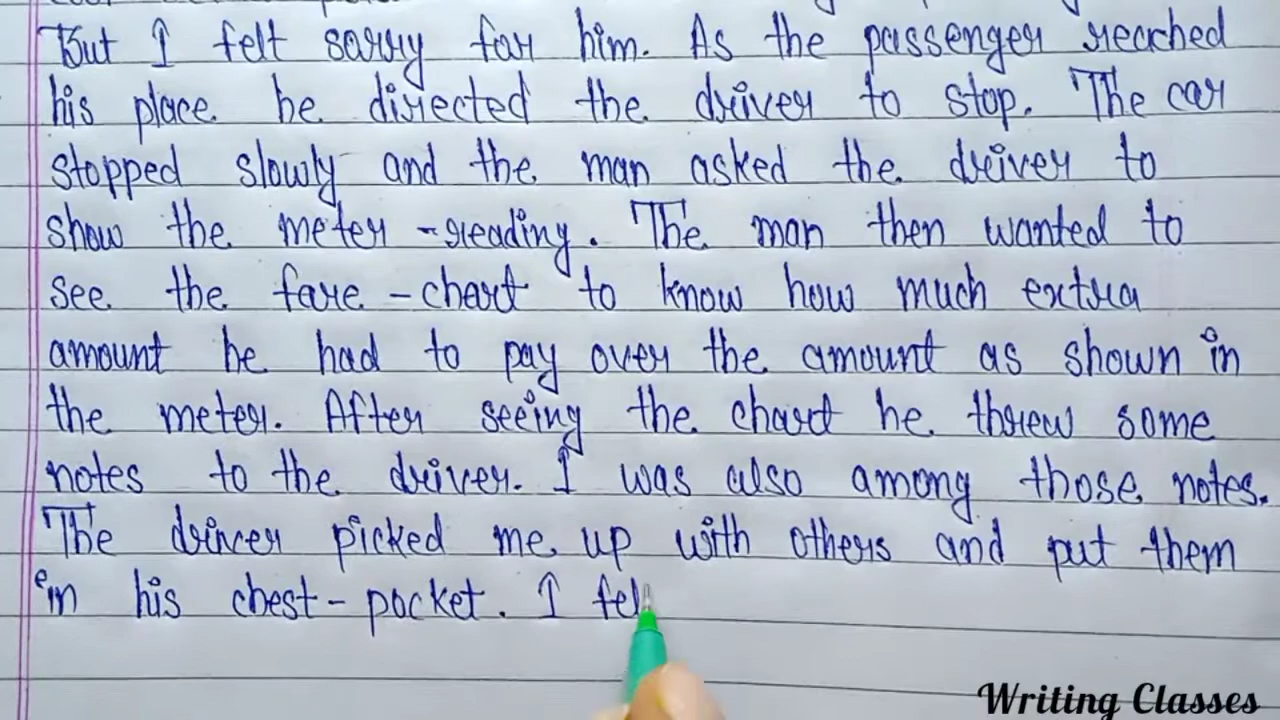 But I felt sorry for him. As the passenger reached
his place he directed the driver to stop. The car
stopped slowly and the man asked the driver to
show the meter-reading. The man then wanted to
see the fare-chart to know how much extra
amount he had to pay over the amount as shown in
the meter. After seeing the chart he threw some
notes to the driver. I was also among those notes.
The driver picked me up with others and put them
in his chest-pocket. I fel
Writing Classes